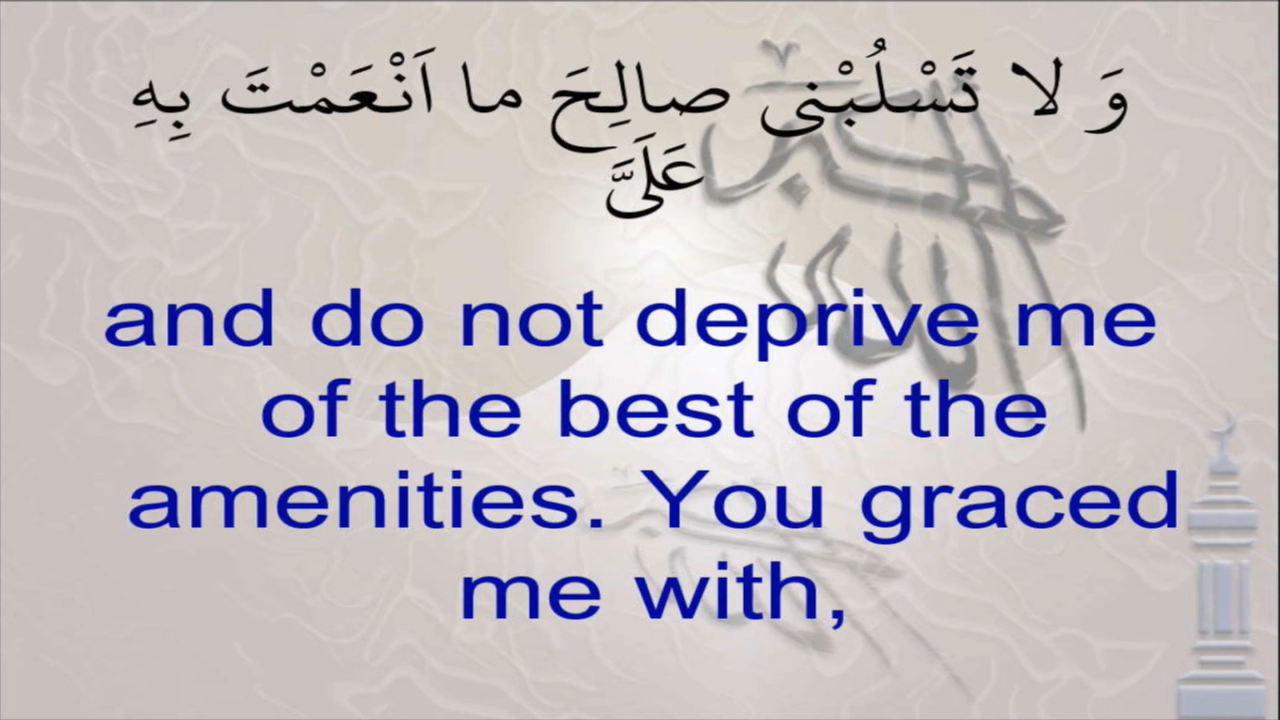 وَ لا تَسْلُبْنى صالِحَ ما اَنْعَمْتَ بِهِ
عَلَىَّ
and do not deprive me
of the best of the
amenities. You graced
me with,